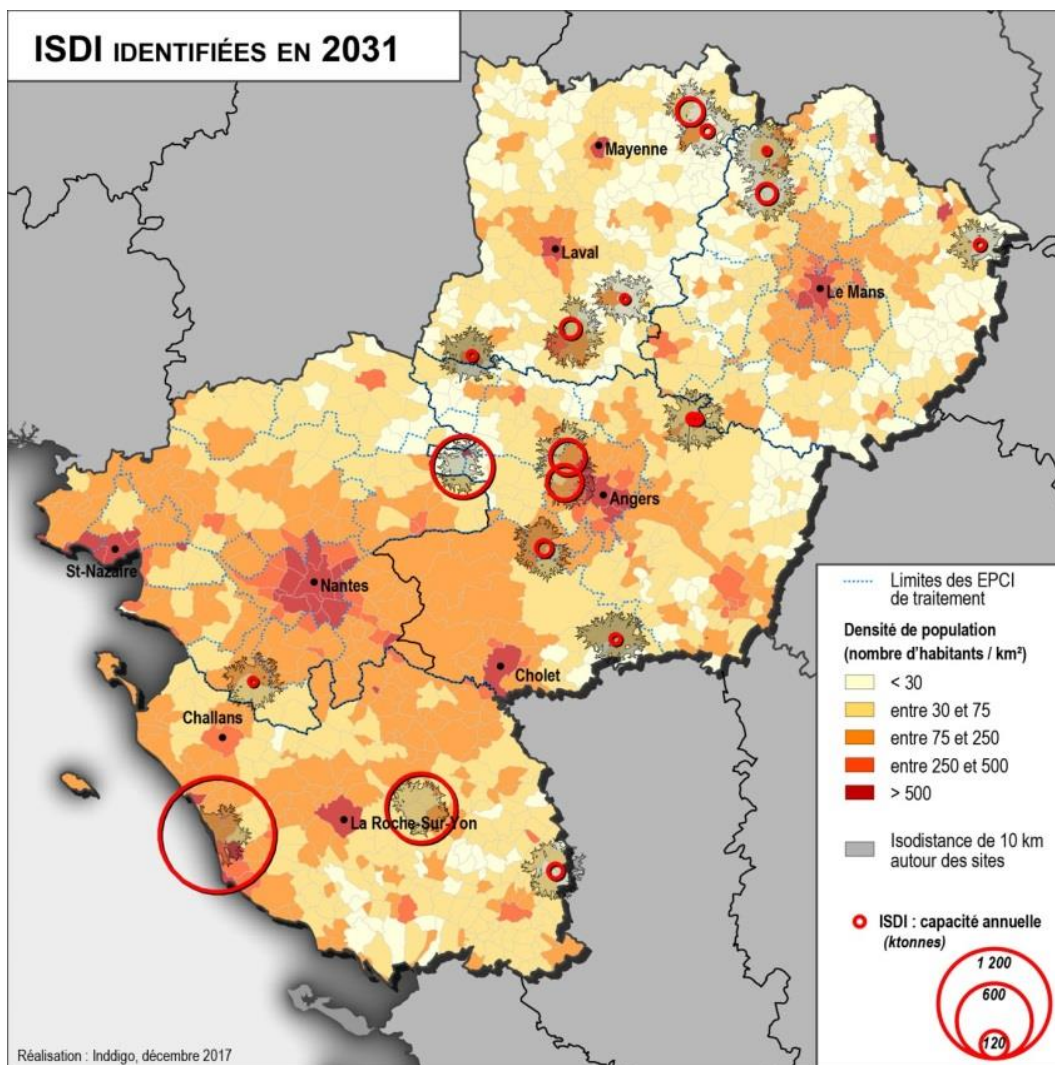 ISDI IDENTIFIÉES EN 2031
Mayenne
Laval
Le Mans
Angers
St-Nazaire
Nantes
Cholet
Challans
La Roche-Sur-Yon
Limites des EPCI
de traitement
Densité de population
(nombre d'habitants / km²)
< 30
entre 30 et 75
entre 75 et 250
entre 250 et 500
> 500
Isodistance de 10 km
autour des sites
ISDI : capacité annuelle
(ktonnes)
1 200
600
120
Réalisation : Inddigo, décembre 2017